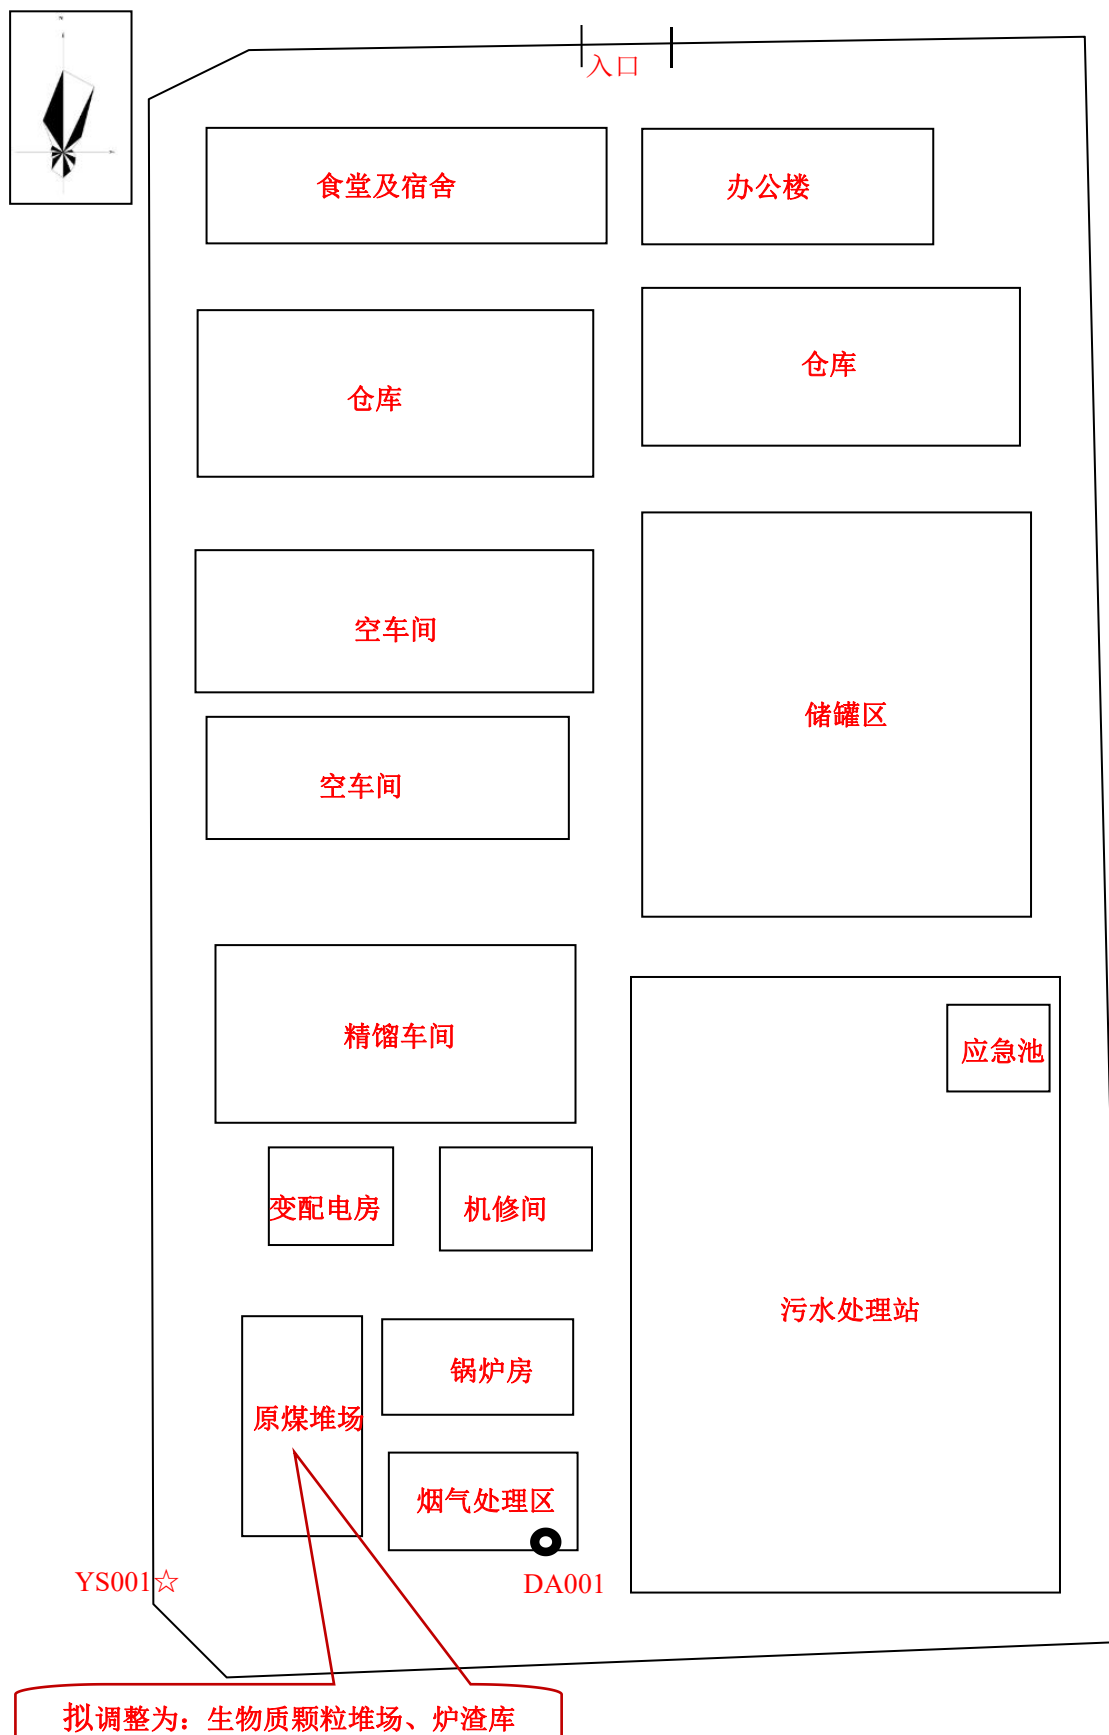 入口
食堂及宿舍
办公楼
仓库
仓库
空车间
储罐区
空车间
精馏车间
应急池
变配电房
机修间
污水处理站
锅炉房
原煤堆场
烟气处理区
YS001☆
DA001
拟调整为：生物质颗粒堆场、炉渣库